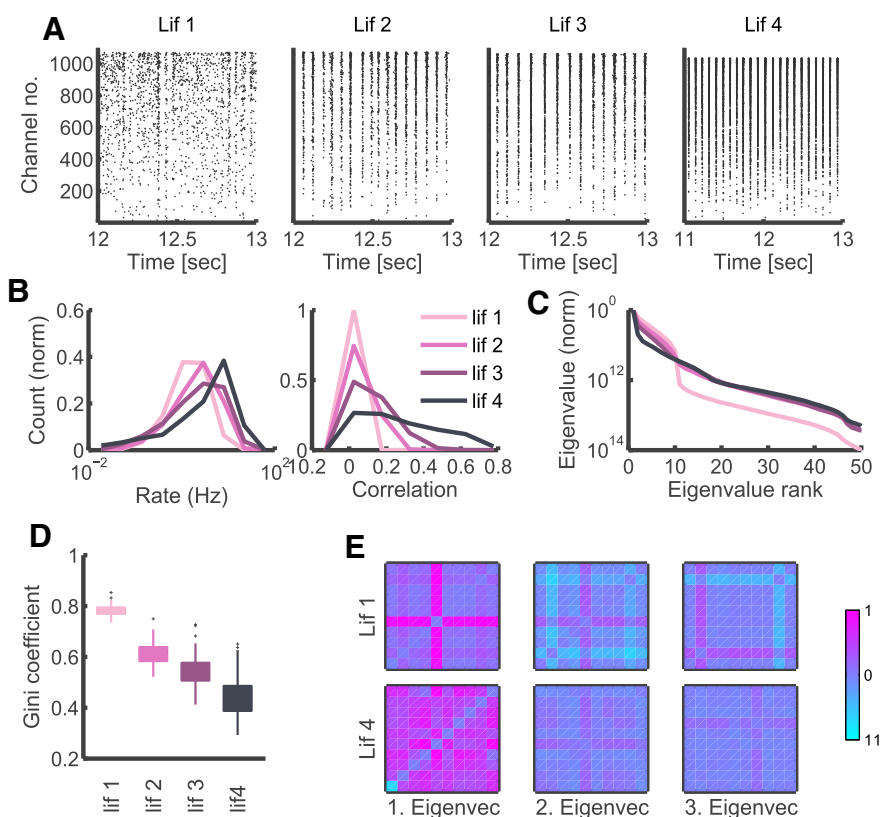 A
Lif 1
Lif 2
Lif 3
Lif 4
Channel no.
1000
800
600
400
200
12 12.5 13
12 12.5 13
12 12.5 13
11 12 13
Time [sec]
Time [sec]
Time [sec]
Time [sec]
B
Count (norm)
0.6
0.4
0.2
0
10⁻²
10²
Rate (Hz)
1
0.5
0
-0.2 0 0.2 0.4 0.6 0.8
Correlation
lif 1
lif 2
lif 3
lif 4
C
Eigenvalue (norm)
10⁰
10¹²
10¹⁴
0 10 20 30 40 50
Eigenvalue rank
D
Gini coefficient
1
0.8
0.6
0.4
0.2
lif 1
lif 2
lif 3
lif4
E
Lif 1
Lif 4
1. Eigenvec
2. Eigenvec
3. Eigenvec
1
0
11